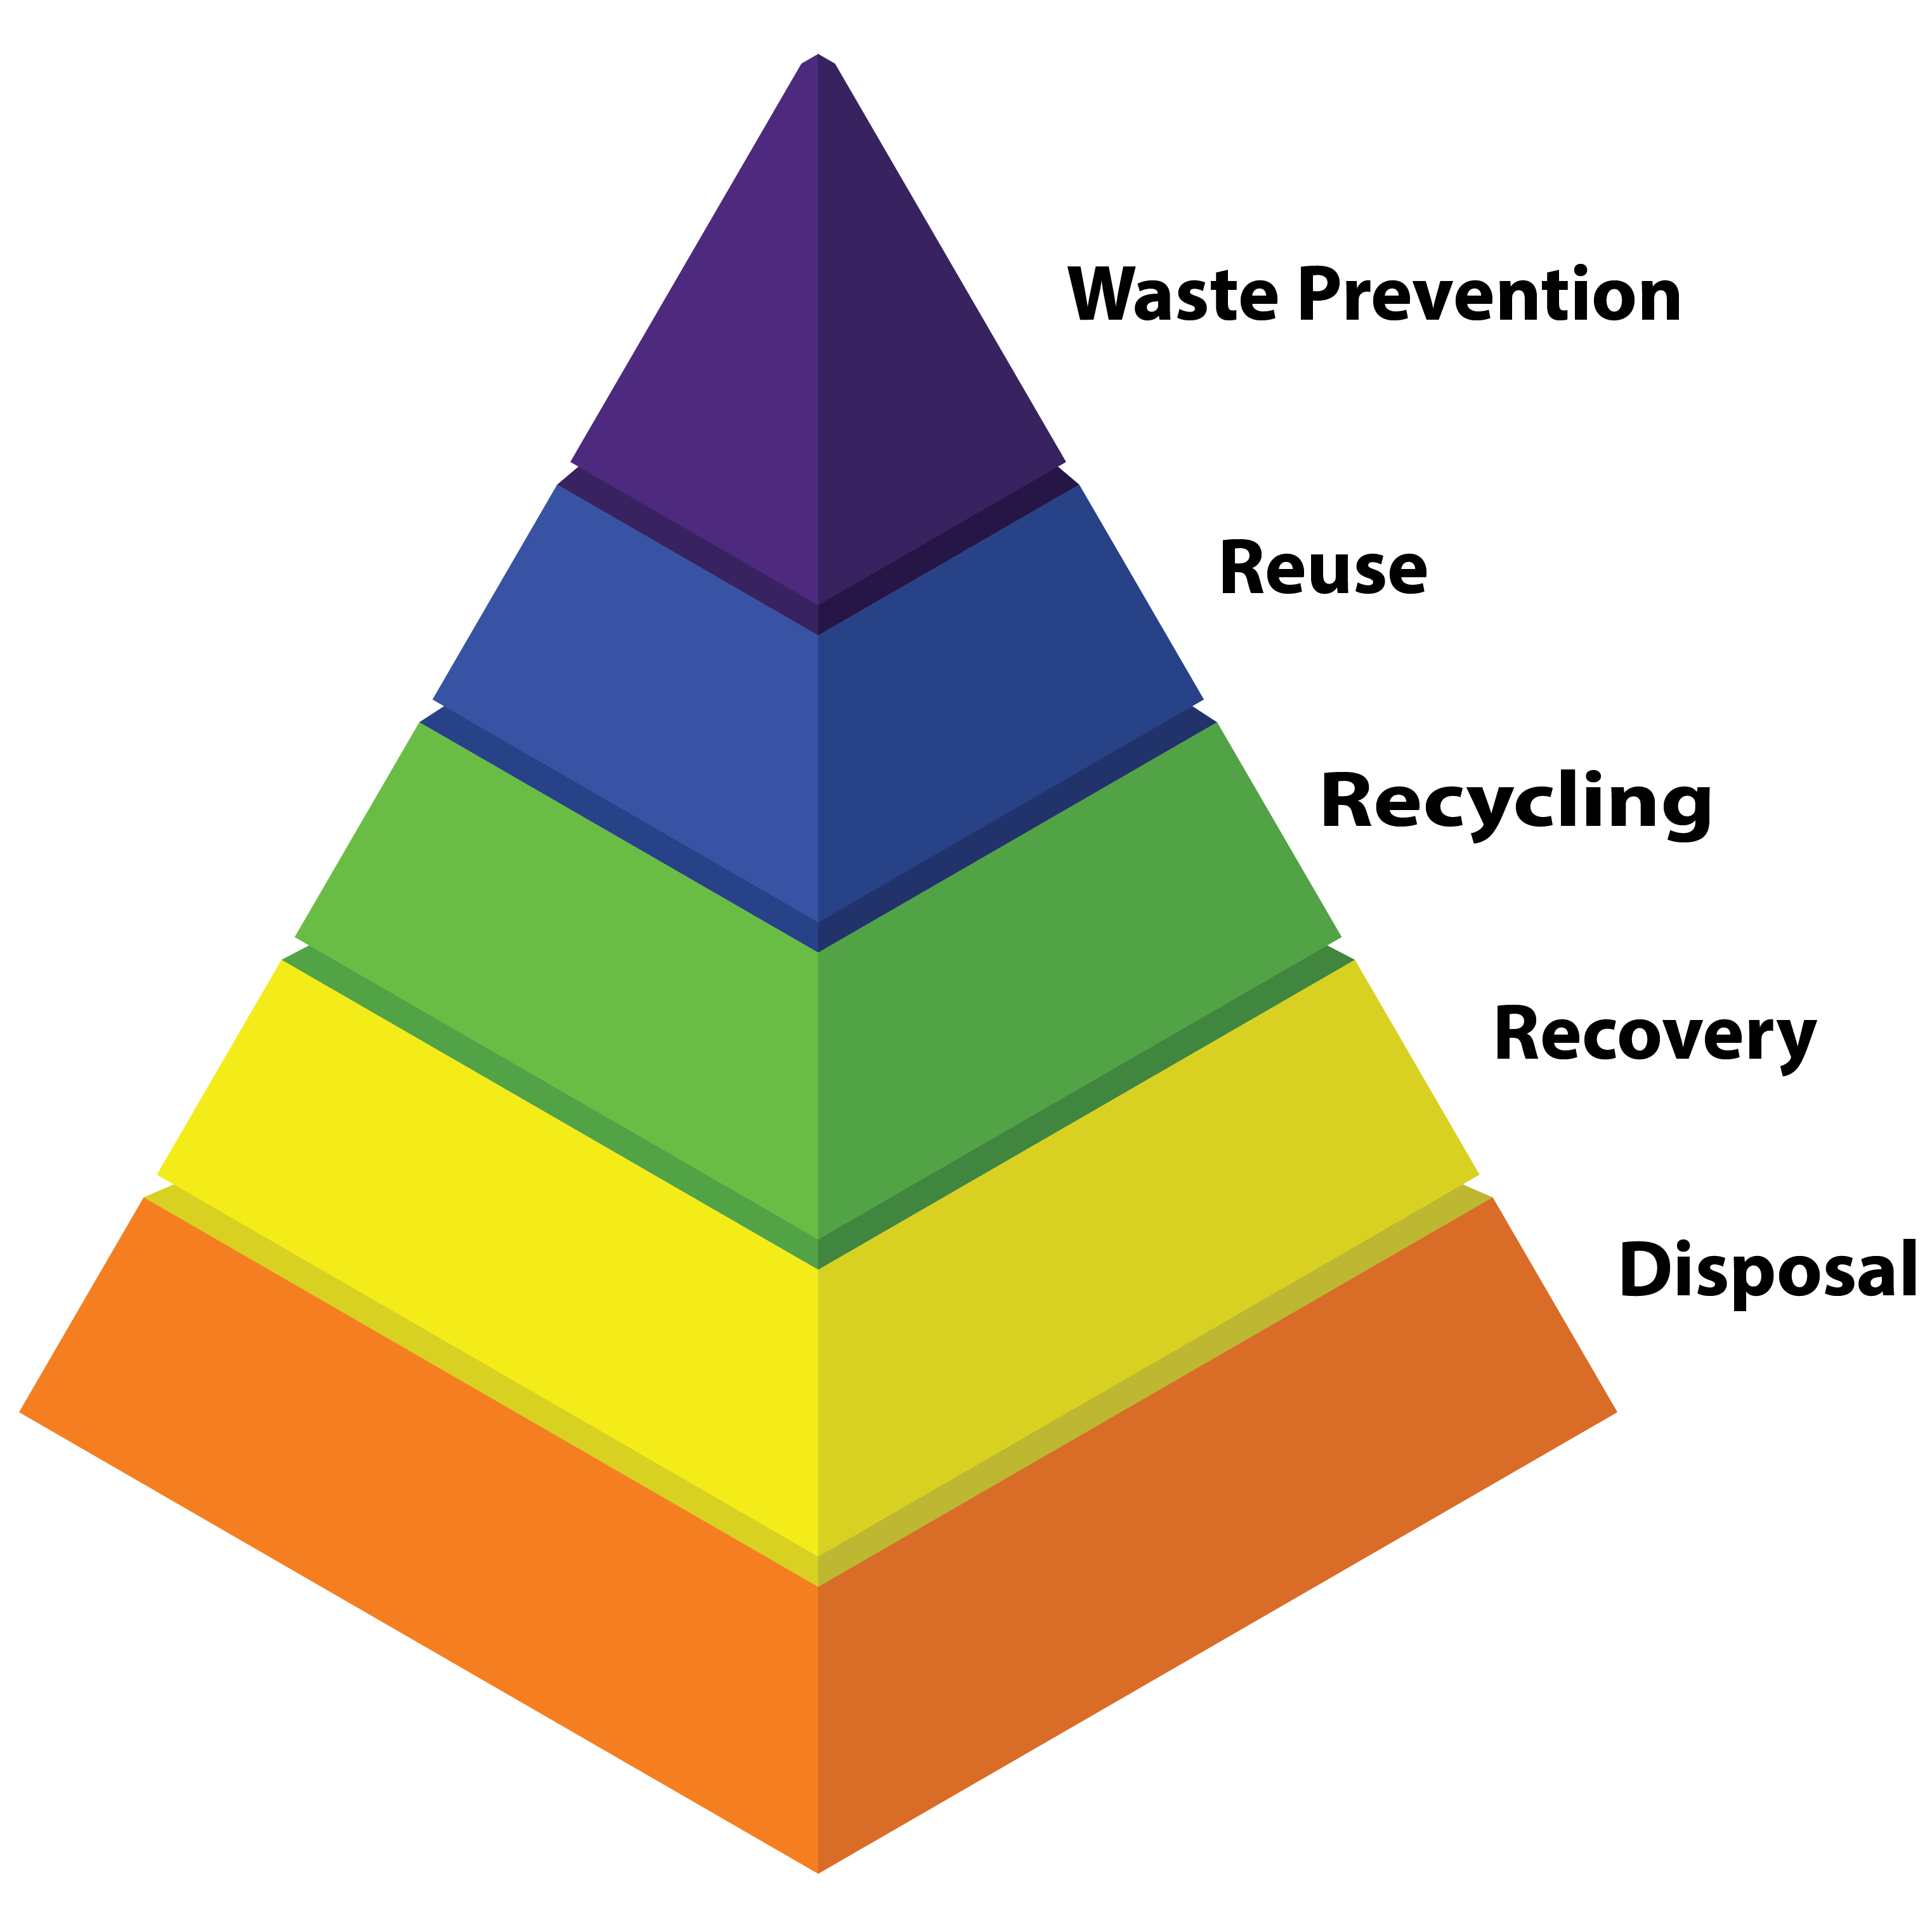 Waste Prevention
Reuse
Recycling
Recovery
Disposal